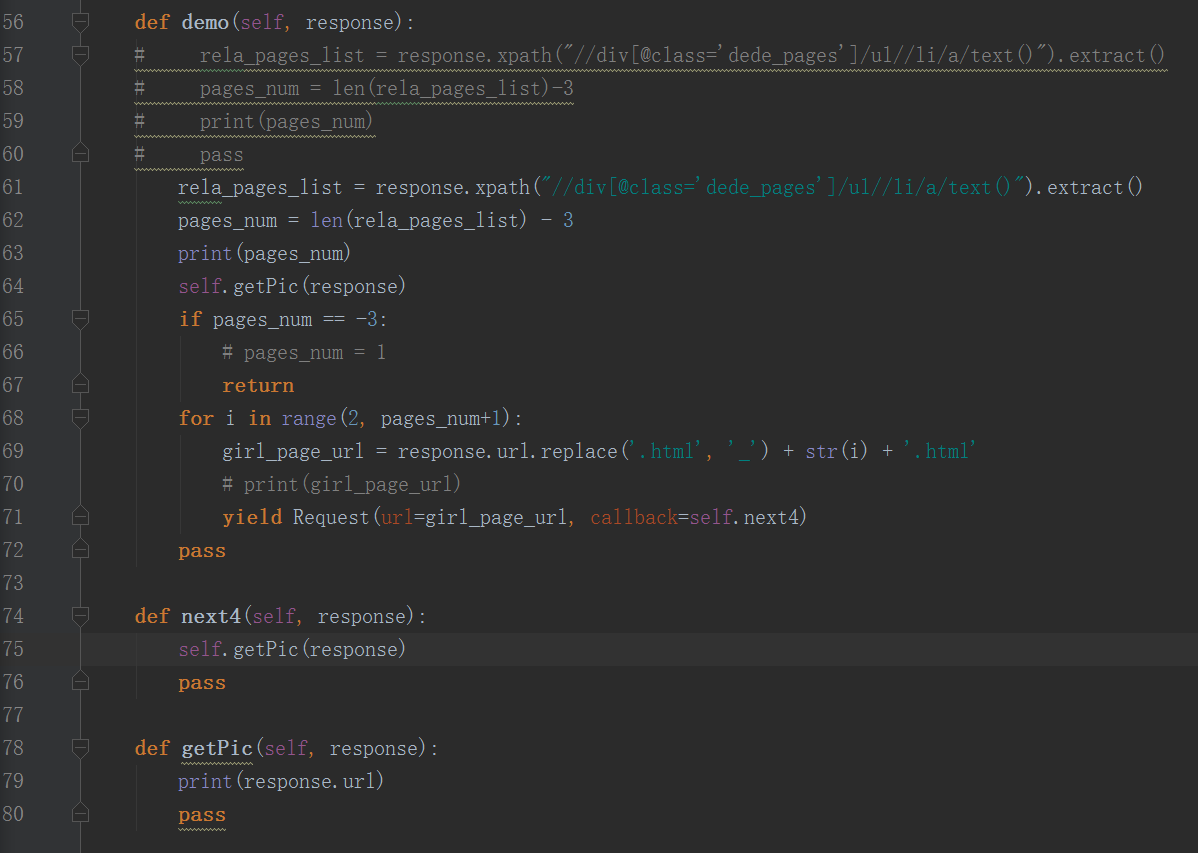 56 def demo(self, response):
57 #     rela_pages_list = response.xpath("//div[@class='dede_pages']/ul//li/a/text()").extract()
58 #     pages_num = len(rela_pages_list)-3
59 #     print(pages_num)
60 #     pass
61     rela_pages_list = response.xpath("//div[@class='dede_pages']/ul//li/a/text()").extract()
62     pages_num = len(rela_pages_list) - 3
63     print(pages_num)
64     self.getPic(response)
65     if pages_num == -3:
66         # pages_num = 1
67         return
68     for i in range(2, pages_num+1):
69         girl_page_url = response.url.replace('.html', '_') + str(i) + '.html'
70         # print(girl_page_url)
71         yield Request(url=girl_page_url, callback=self.next4)
72     pass
73
74 def next4(self, response):
75     self.getPic(response)
76     pass
77
78 def getPic(self, response):
79     print(response.url)
80     pass